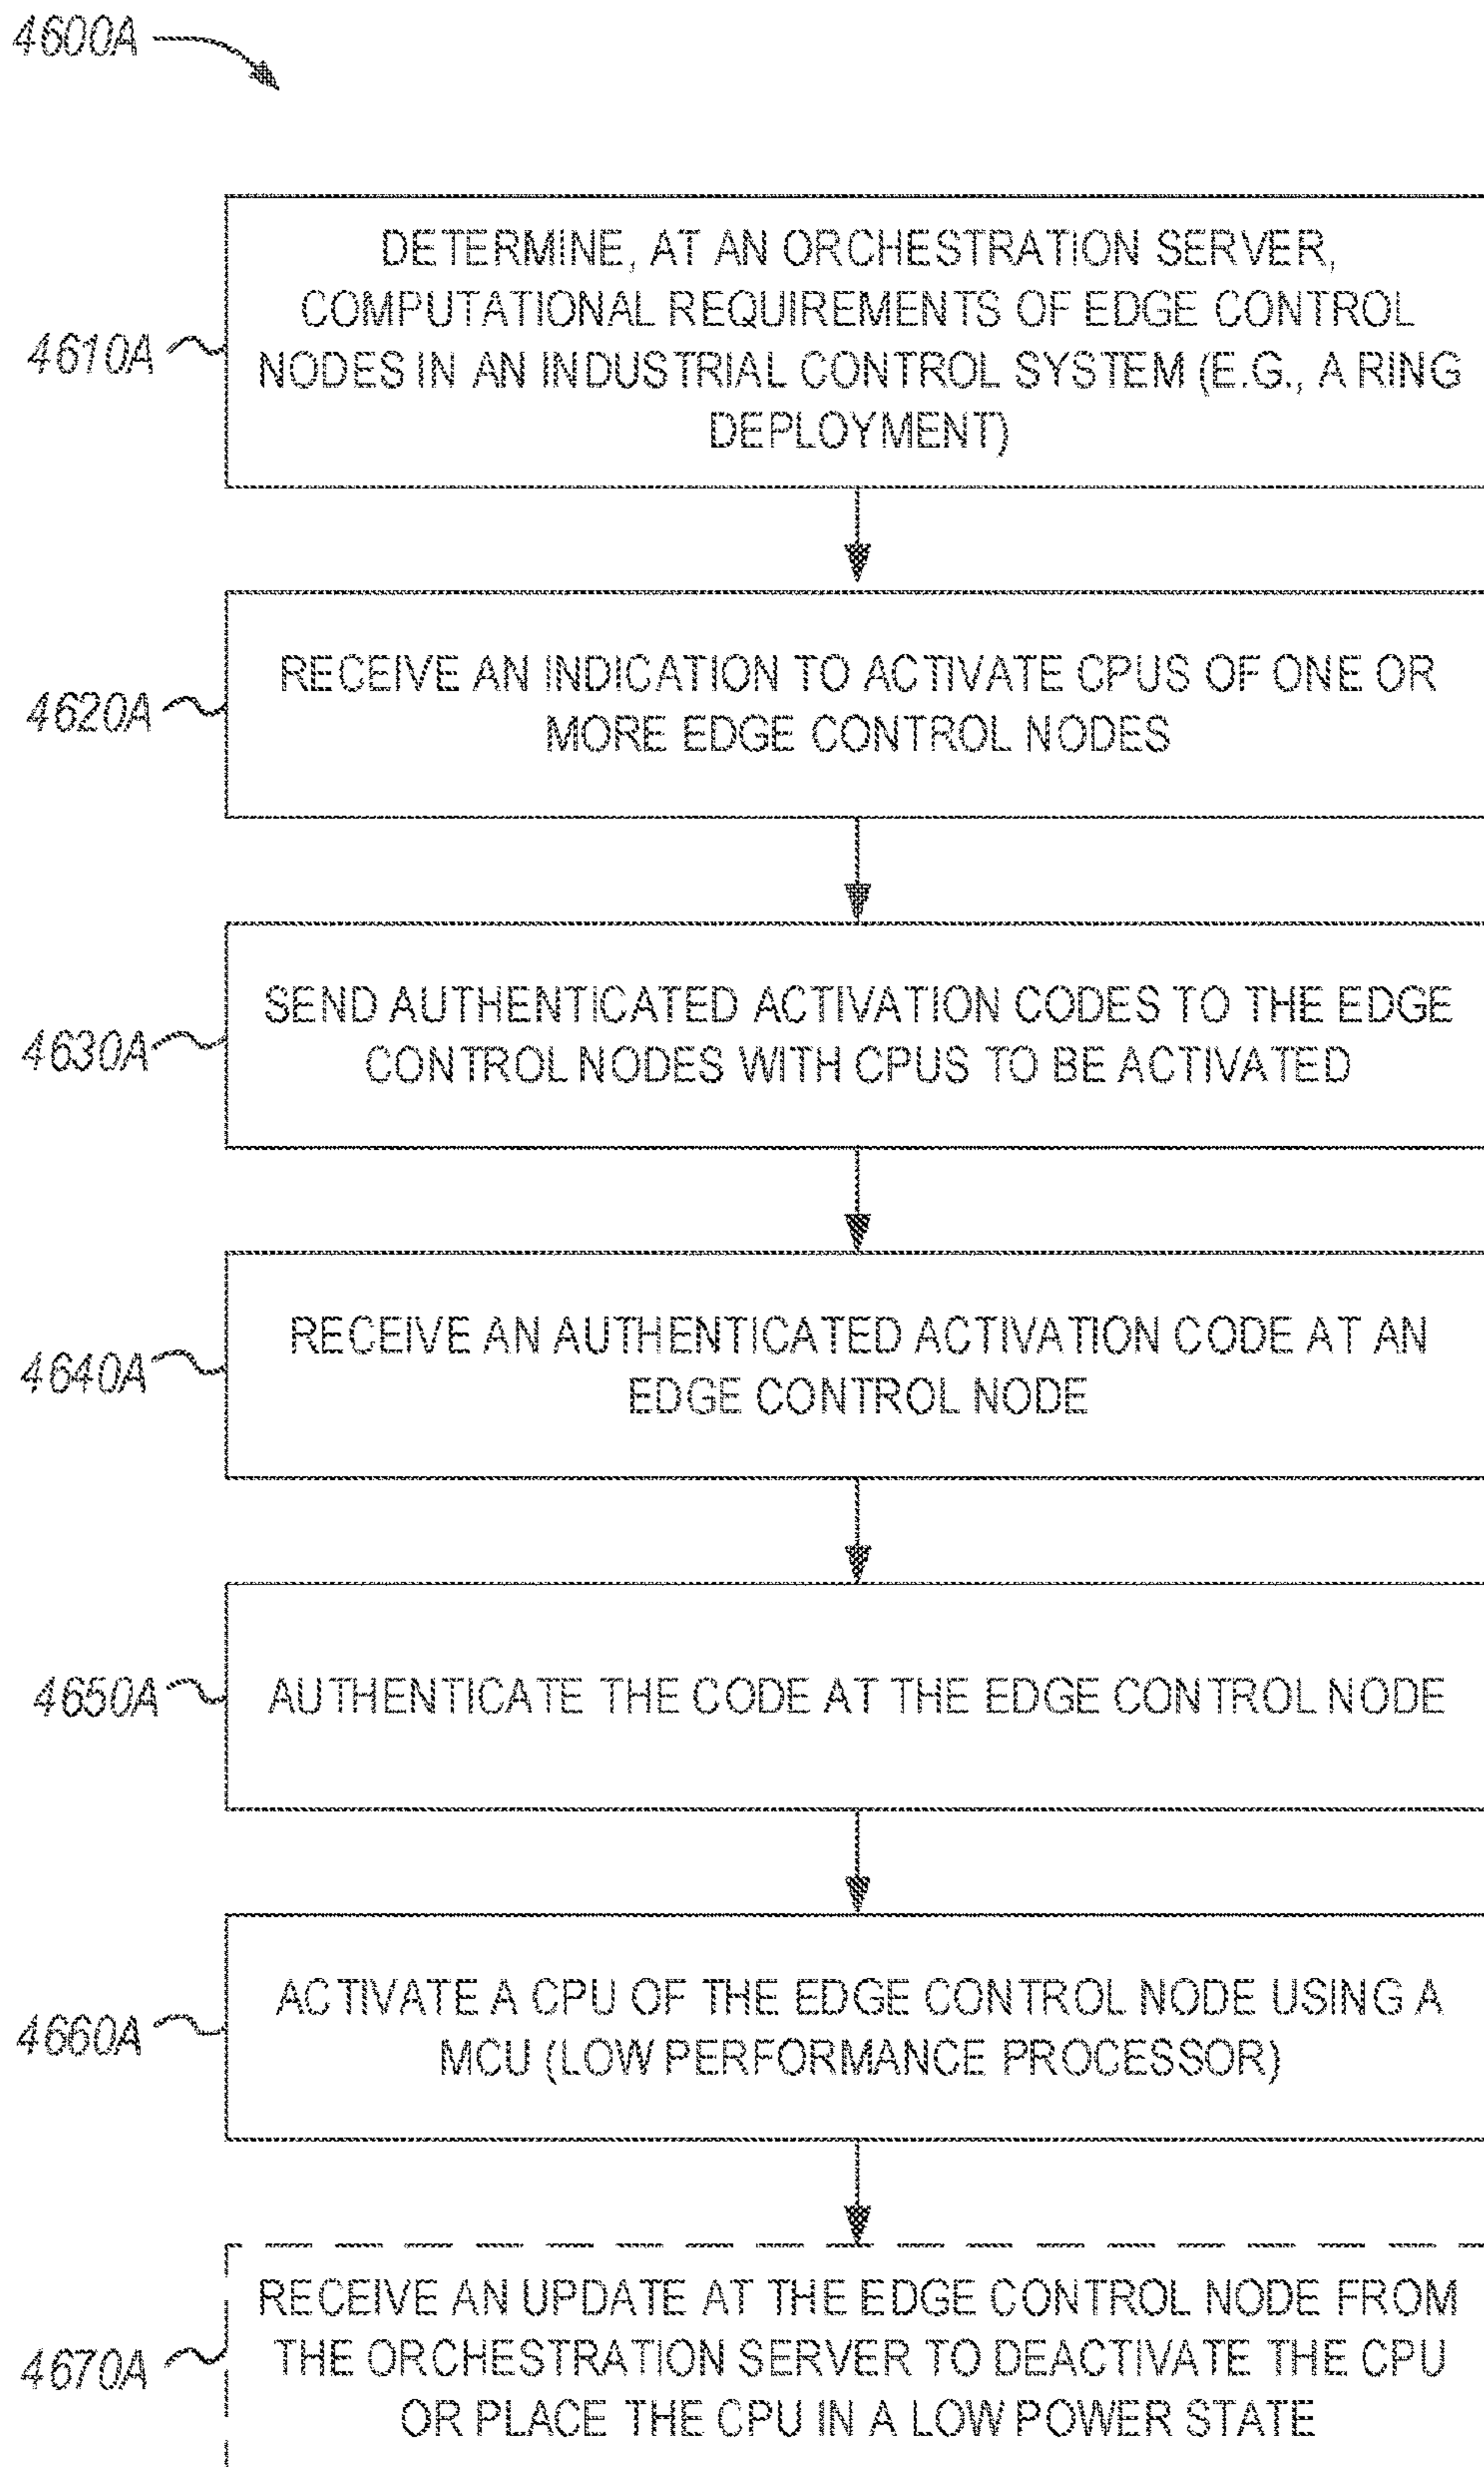 4600A
DETERMINE, AT AN ORCHESTRATION SERVER,
COMPUTATIONAL REQUIREMENTS OF EDGE CONTROL
NODES IN AN INDUSTRIAL CONTROL SYSTEM (E.G., A RING
DEPLOYMENT)
4610A
RECEIVE AN INDICATION TO ACTIVATE CPUS OF ONE OR
MORE EDGE CONTROL NODES
4620A
SEND AUTHENTICATED ACTIVATION CODES TO THE EDGE
CONTROL NODES WITH CPUS TO BE ACTIVATED
4630A
RECEIVE AN AUTHENTICATED ACTIVATION CODE AT AN
EDGE CONTROL NODE
4640A
AUTHENTICATE THE CODE AT THE EDGE CONTROL NODE
4650A
ACTIVATE A CPU OF THE EDGE CONTROL NODE USING A
MCU (LOW PERFORMANCE PROCESSOR)
4660A
RECEIVE AN UPDATE AT THE EDGE CONTROL NODE FROM
THE ORCHESTRATION SERVER TO DEACTIVATE THE CPU
OR PLACE THE CPU IN A LOW POWER STATE
4670A